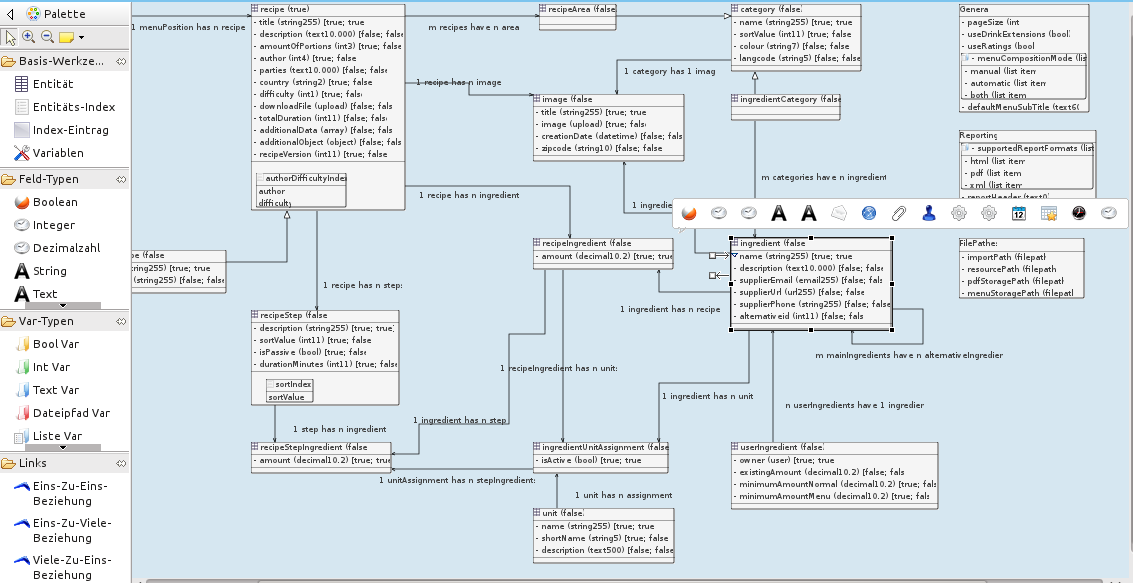 Palette
Basis-Werkze...
Entität
Entitäts-Index
Index-Eintrag
Variablen
Feld-Typen
Boolean
Integer
Dezimalzahl
String
Text
Var-Typen
Bool Var
Int Var
Text Var
Dateipfad Var
Liste Var
Links
Eins-Zu-Eins-
Beziehung
Eins-Zu-Viele-
Beziehung
Viele-Zu-Eins-
Beziehung
1 menuPosition has n recipe
recipe (true)
- title (string255) [true; true
- description (text10.000) [false; false
- amountOfPortions (int3) [true; false
- author (int4) [true; false
- parties (text10.000) [false; false
- country (string2) [true; false
- difficulty (int1) [true; fals
- downloadFile (upload) [true; false
- totalDuration (int11) [true; false
- additionalData (array) [true; false
- additionalObject (object) [true; false
- recipeVersion (int11) [true; false
authorDifficultyIndex
author
difficulty
m recipes have n area
recipeArea (false
category (false
- name (string255) [true; true
- sortValue (int11) [true; false
- colour (string7) [true; false
- langcode (string5) [false; false
1 category has 1 imag
1 recipe has n image
image (false
- title (string255) [true; true
- image (upload) [true; false
- creationDate (datetime) [false; fals
- zipcode (string10) [false; false
ingredientCategory (false
m categories have n ingredient
Genera
- pageSize (int
- useDrinkExtensions (bool
- useRatings (bool
- menuCompositionMode (list
- manual (list item
- automatic (list item
- both (list item
- defaultMenuSubTitle (text6(
Reporting
- supportedReportFormats (list
- html (list item
- pdf (list item
- xml (list item
- reportHeader (text0
12
FilePathe:
- importPath (filepath
- resourcePath (filepath
- pdfStoragePath (filepath
- menuStoragePath (filepatl
1 recipe has n ingredient
1 ingredie
pe (false
tring255) [true; true
(string255) [false; fals
recipeIngredient (false
- amount (decimal10.2) [true; true
ingredient (false
- name (string255) [true; true
- description (text10.000) [false; false
- supplierEmail (email255) [false; fals
- supplierUrl (url255) [false; false
- supplierPhone (string255) [false; false
- alternativeid (int11) [false; fals
1 recipe has n step:
1 ingredient has n recipe
m mainIngredients have n alternativeIngredier
recipeStep (false
- description (string255) [true; true
- sortValue (int11) [true; false
- isPassive (bool) [true; false
- durationMinutes (int11) [true; false
sortIndex
sortValue
1 recipeIngredient has n unit:
1 ingredient has n unit
n userIngredients have 1 ingredier
1 step has n ingredient
1 ingredient has n step
recipeStepIngredient (false
- amount (decimal10.2) [true; true
ingredientUnitAssignment (false
- isActive (bool) [true; true
userIngredient (false
- owner (user) [true; true
- existingAmount (decimal10.2) [false; fals
- minimumAmountNormal (decimal10.2) [true; fals
- minimumAmountMenu (decimal10.2) [true; fals
1 unitAssignment has n stepIngredient:
1 unit has n assignment
unit (false
- name (string255) [true; true
- shortName (string5) [true; false
- description (text500) [false; false